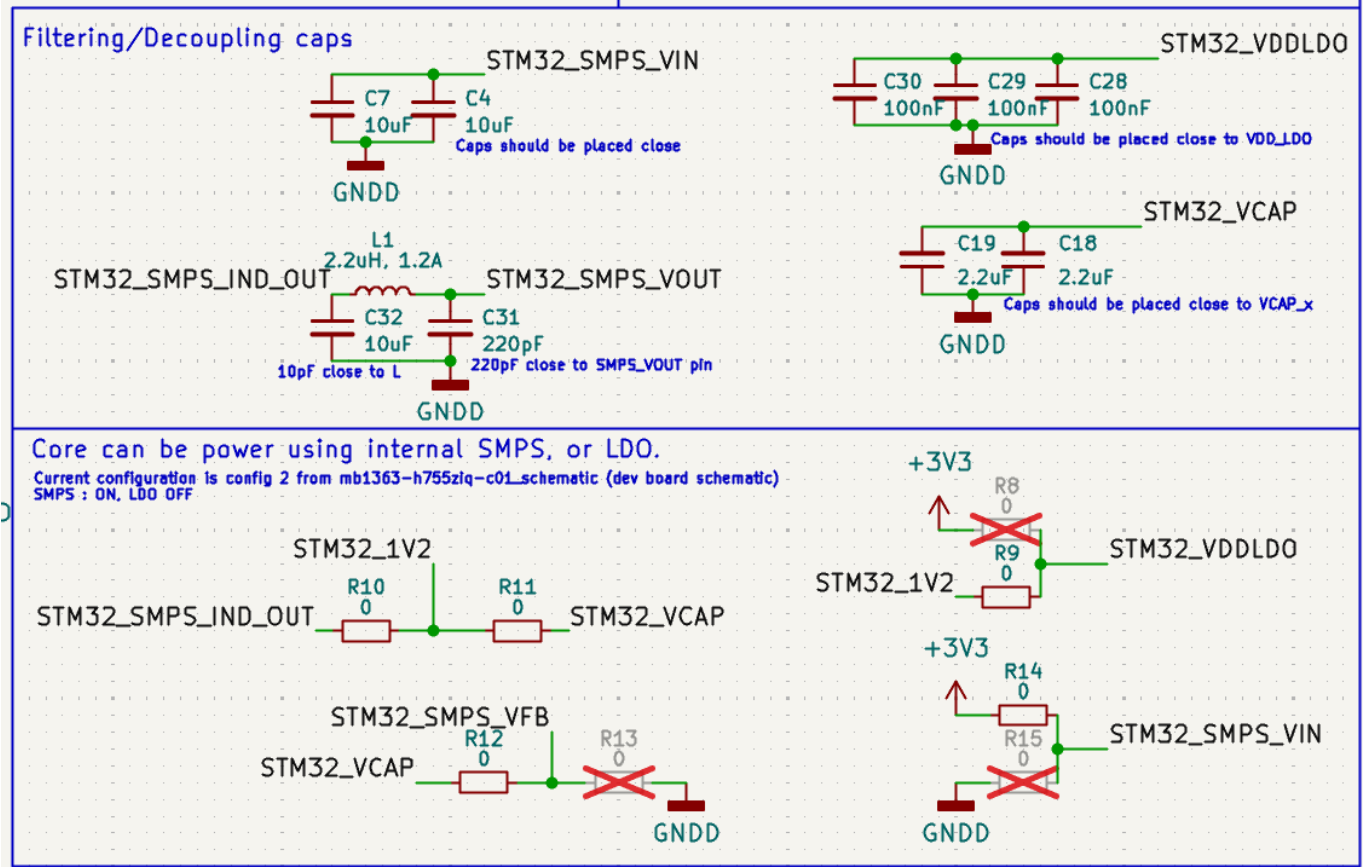 Filtering/Decoupling caps
STM32_SMPS_VIN
C7
10uF
C4
10uF
Caps should be placed close
GNDD
STM32_VDDLDO
C30
100nF
C29
100nF
C28
100nF
Caps should be placed close to VDD_LDO
GNDD
L1
2.2uH, 1.2A
STM32_SMPS_IND_OUT
STM32_SMPS_VOUT
C32
10uF
C31
220pF
10pF close to L
220pF close to SMPS_VOUT pin
GNDD
STM32_VCAP
C19
2.2uF
C18
2.2uF
Caps should be placed close to VCAP_x
GNDD
Core can be power using internal SMPS, or LDO.
Current configuration is config 2 from mb1363-h755ziq-c01_schematic (dev board schematic)
SMPS : ON, LDO OFF
STM32_1V2
R10
0
R11
0
STM32_SMPS_IND_OUT
STM32_VCAP
STM32_SMPS_VFB
R12
0
R13
0
STM32_VCAP
GNDD
+3V3
R8
0
R9
0
STM32_VDDLDO
STM32_1V2
+3V3
R14
0
R15
0
STM32_SMPS_VIN
GNDD